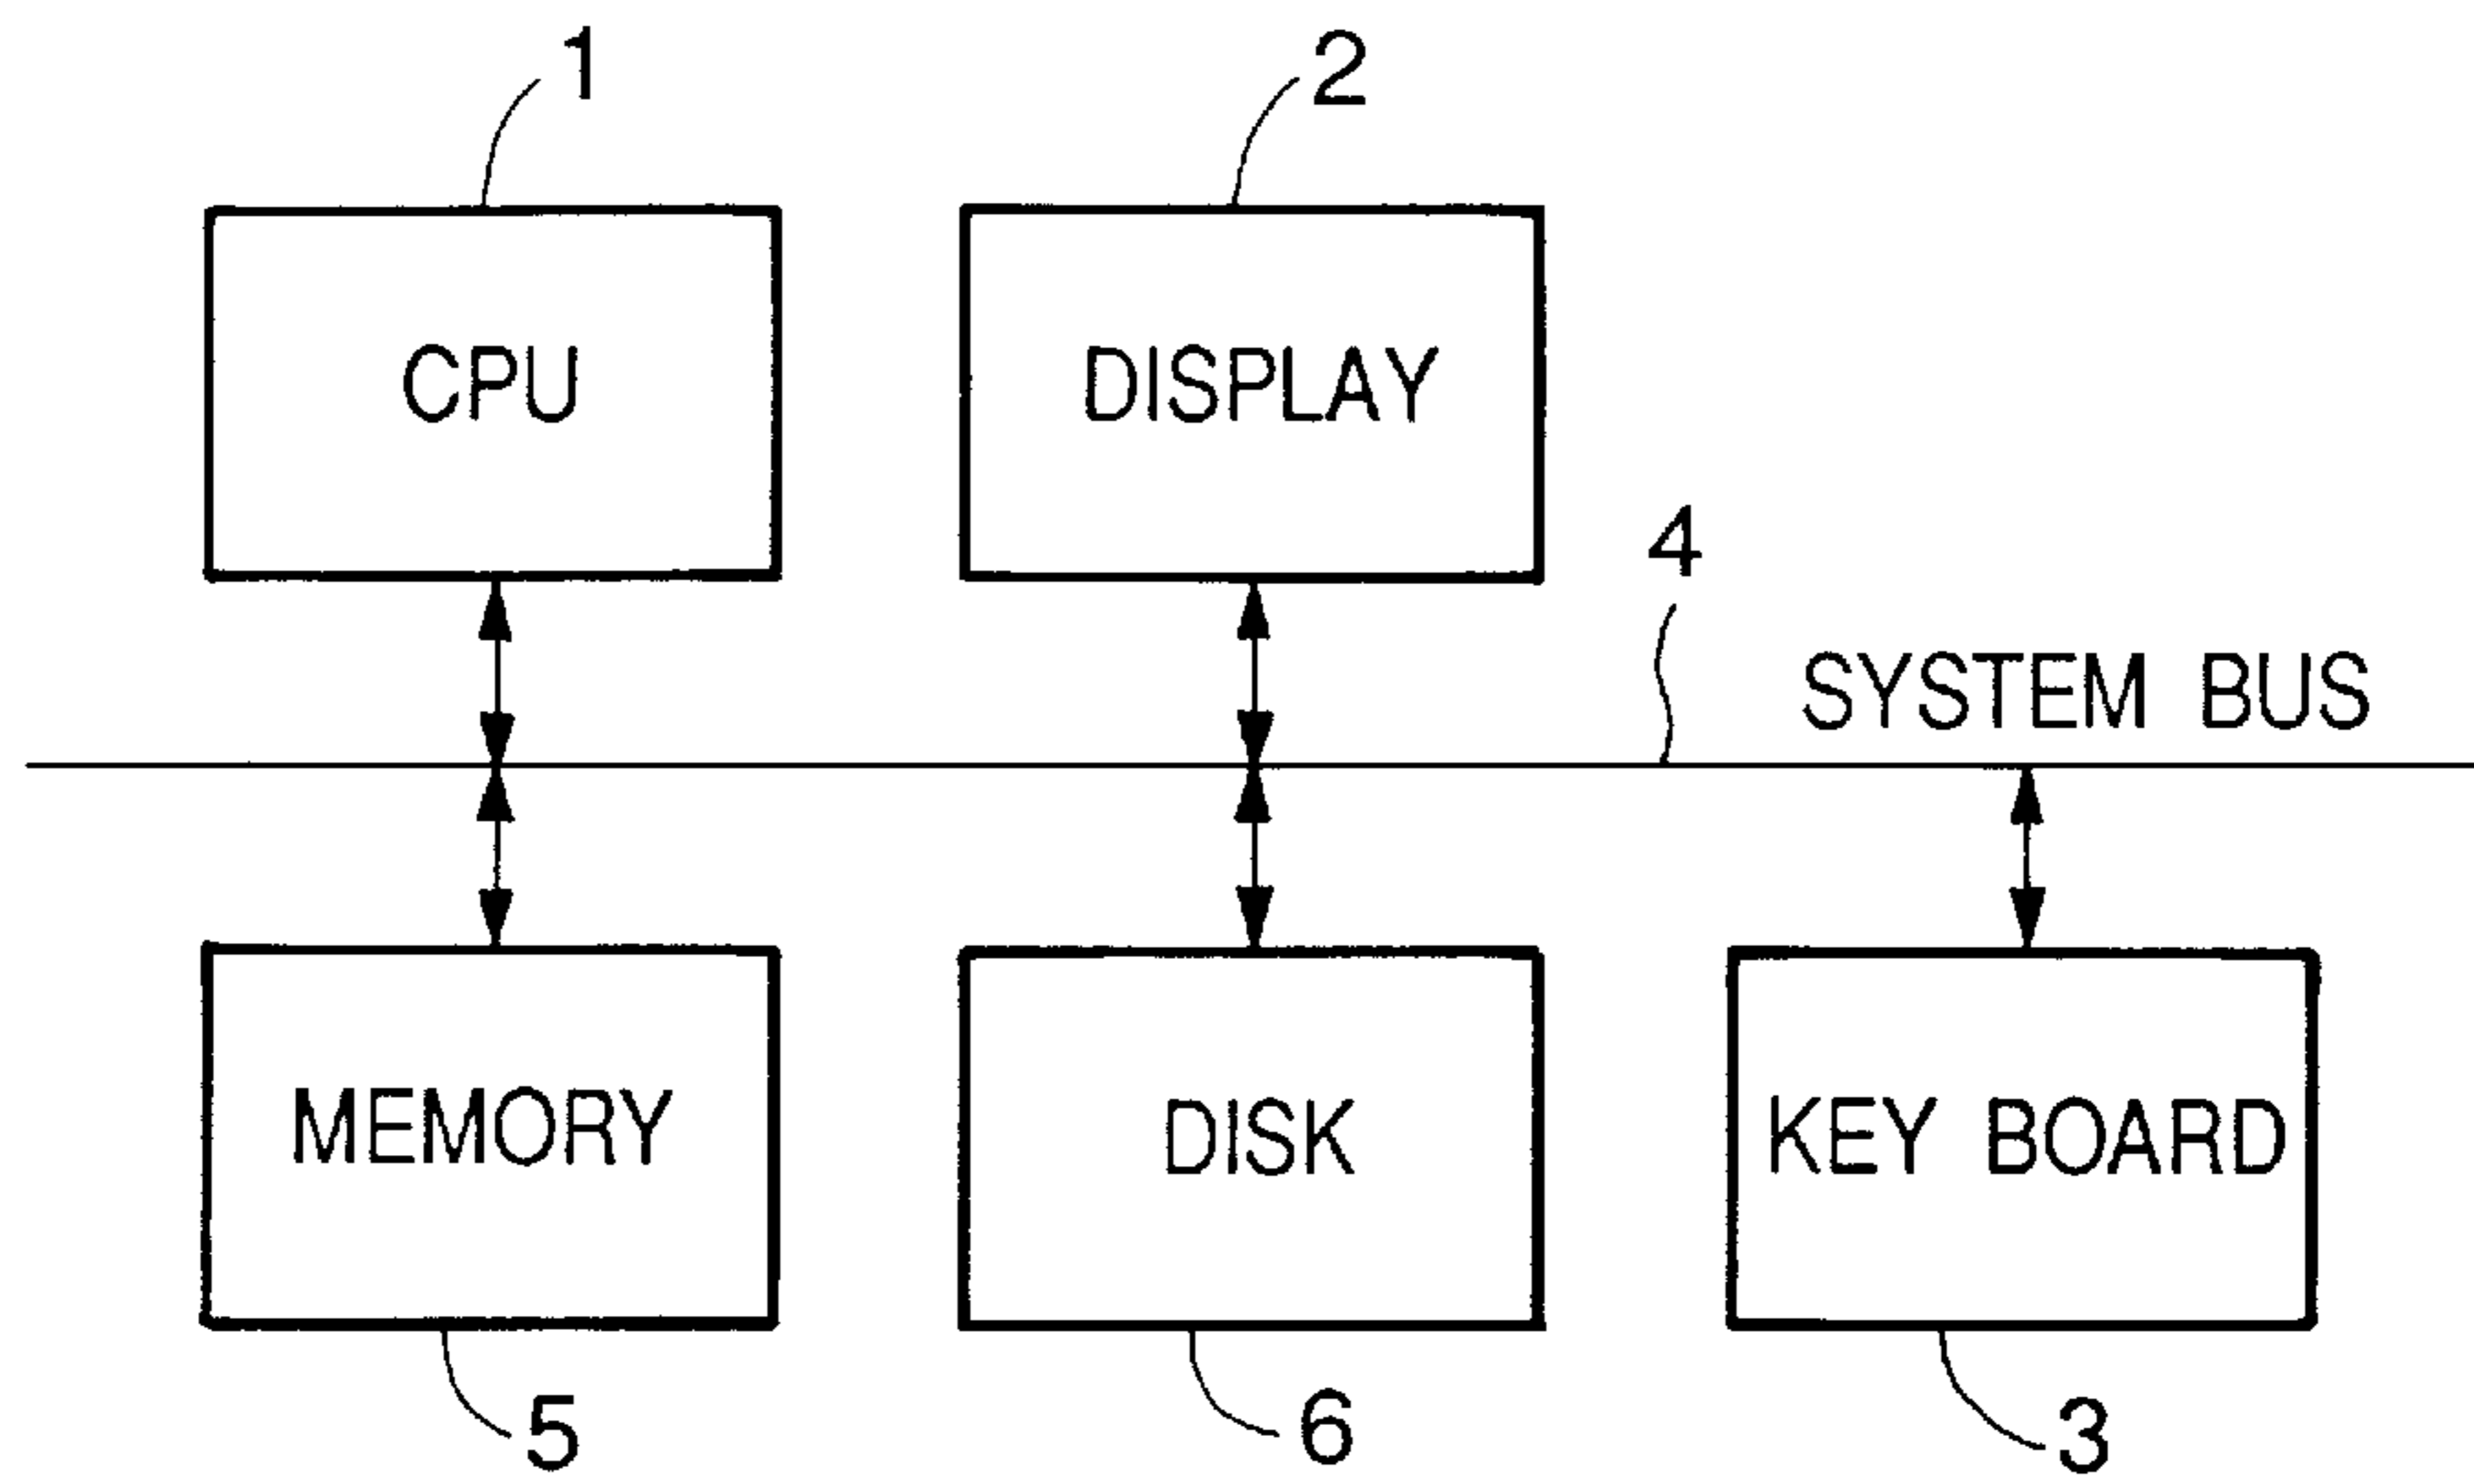 1
2
CPU
DISPLAY
4
SYSTEM BUS
MEMORY
DISK
KEY BOARD
5
6
3